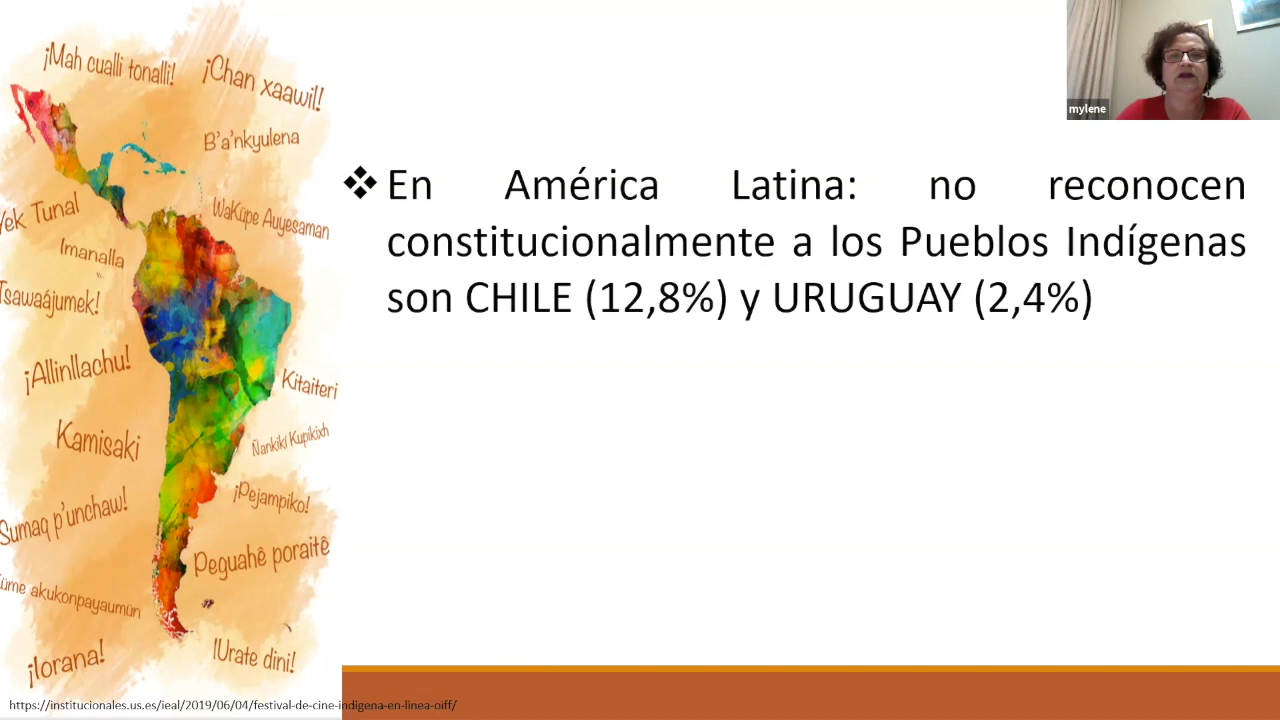 ¡Mah cualli tonalli!
¡Chan xaawil!
B'a'nkyulena
Yek Tunal
WaKüpe Auyesaman
Imanalla
Tsawaájumek!
¡Allinllachu!
Kitaiteri
Kamisaki
Ñankiki Kupikixh
¡Pejampiko!
Sumaq p'unchaw!
Peguahê poraitê
akukonpayaumün
¡Iorana!
!Urate dini!
mylene
❖ En América Latina: no reconocen
constitucionalmente a los Pueblos Indígenas
son CHILE (12,8%) y URUGUAY (2,4%)
https://institucionales.us.es/ieal/2019/06/04/festival-de-cine-indigena-en-linea-oiff/